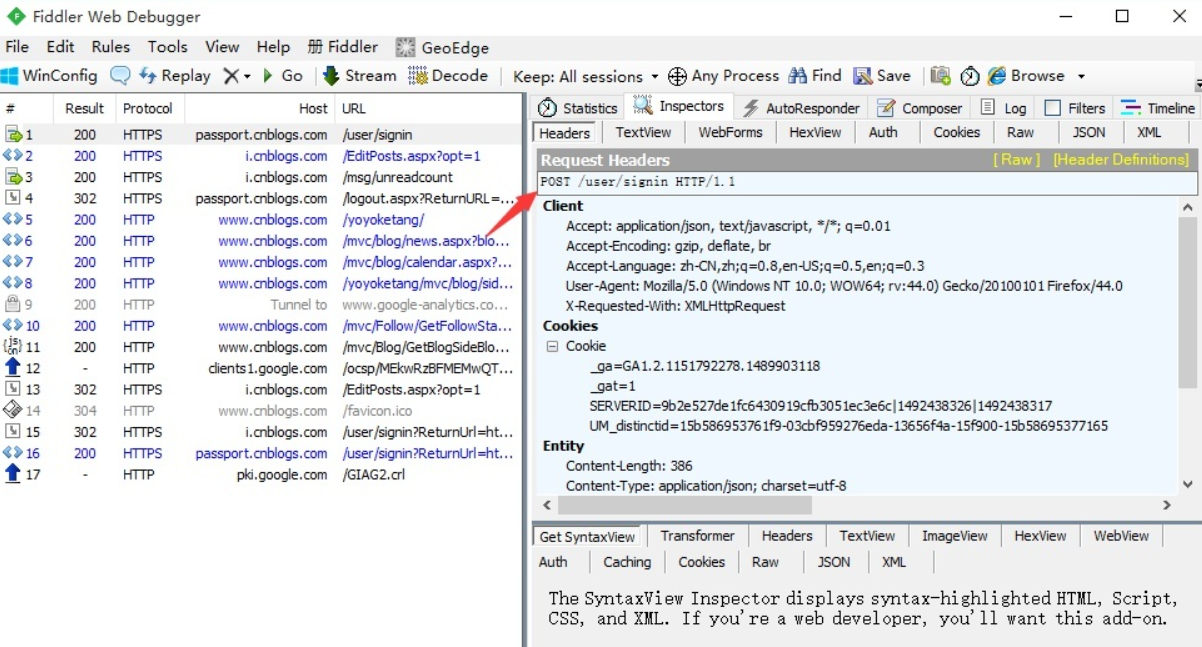 Fiddler Web Debugger
File Edit Rules Tools View Help 册 Fiddler GeoEdge
WinConfig Replay Go Stream Decode Keep: All sessions Any Process Find Save Browse
# Result Protocol Host URL
1 200 HTTPS passport.cnblogs.com /user/signin
2 200 HTTPS i.cnblogs.com /EditPosts.aspx?opt=1
3 200 HTTPS i.cnblogs.com /msg/unreadcount
4 302 HTTPS passport.cnblogs.com /logout.aspx?ReturnURL=...
5 200 HTTP www.cnblogs.com /yoyoketang/
6 200 HTTP www.cnblogs.com /mvc/blog/news.aspx?blo...
7 200 HTTP www.cnblogs.com /mvc/blog/calendar.aspx?...
8 200 HTTP www.cnblogs.com /yoyoketang/mvc/blog/sid...
9 200 HTTP Tunnel to www.google-analytics.co...
10 200 HTTP www.cnblogs.com /mvc/Follow/GetFollowSta...
11 200 HTTP www.cnblogs.com /mvc/Blog/GetBlogSideBlo...
12 - HTTP clients1.google.com /ocsp/MEkwRzBFMEMwQT...
13 302 HTTPS i.cnblogs.com /EditPosts.aspx?opt=1
14 304 HTTP www.cnblogs.com /favicon.ico
15 302 HTTPS i.cnblogs.com /user/signin?ReturnUrl=ht...
16 200 HTTPS passport.cnblogs.com /user/signin?ReturnUrl=ht...
17 - HTTP pki.google.com /GIAG2.crl
Statistics Inspectors AutoResponder Composer Log Filters Timeline
Headers TextView WebForms HexView Auth Cookies Raw JSON XML
Request Headers [ Raw ] [Header Definitions]
POST /user/signin HTTP/1.1
Client
Accept: application/json, text/javascript, */*; q=0.01
Accept-Encoding: gzip, deflate, br
Accept-Language: zh-CN,zh;q=0.8,en-US;q=0.5,en;q=0.3
User-Agent: Mozilla/5.0 (Windows NT 10.0; WOW64; rv:44.0) Gecko/20100101 Firefox/44.0
X-Requested-With: XMLHttpRequest
Cookies
Cookie
_ga=GA1.2.1151792278.1489903118
_gat=1
SERVERID=9b2e527de1fc6430919cfb3051ec3e6c|1492438326|1492438317
UM_distinctid=15b586953761f9-03cbf959276eda-13656f4a-15f900-15b58695377165
Entity
Content-Length: 386
Content-Type: application/json; charset=utf-8
Get SyntaxView Transformer Headers TextView ImageView HexView WebView
Auth Caching Cookies Raw JSON XML
The SyntaxView Inspector displays syntax-highlighted HTML, Script,
CSS, and XML. If you're a web developer, you'll want this add-on.